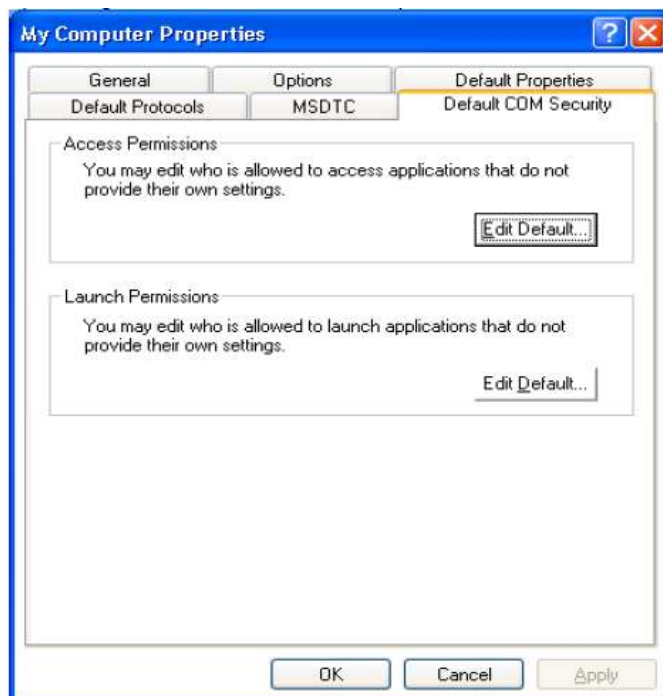 My Computer Properties
General Options Default Properties
Default Protocols MSDTC Default COM Security
Access Permissions
You may edit who is allowed to access applications that do not
provide their own settings.
Edit Default...
Launch Permissions
You may edit who is allowed to launch applications that do not
provide their own settings.
Edit Default...
OK Cancel Apply